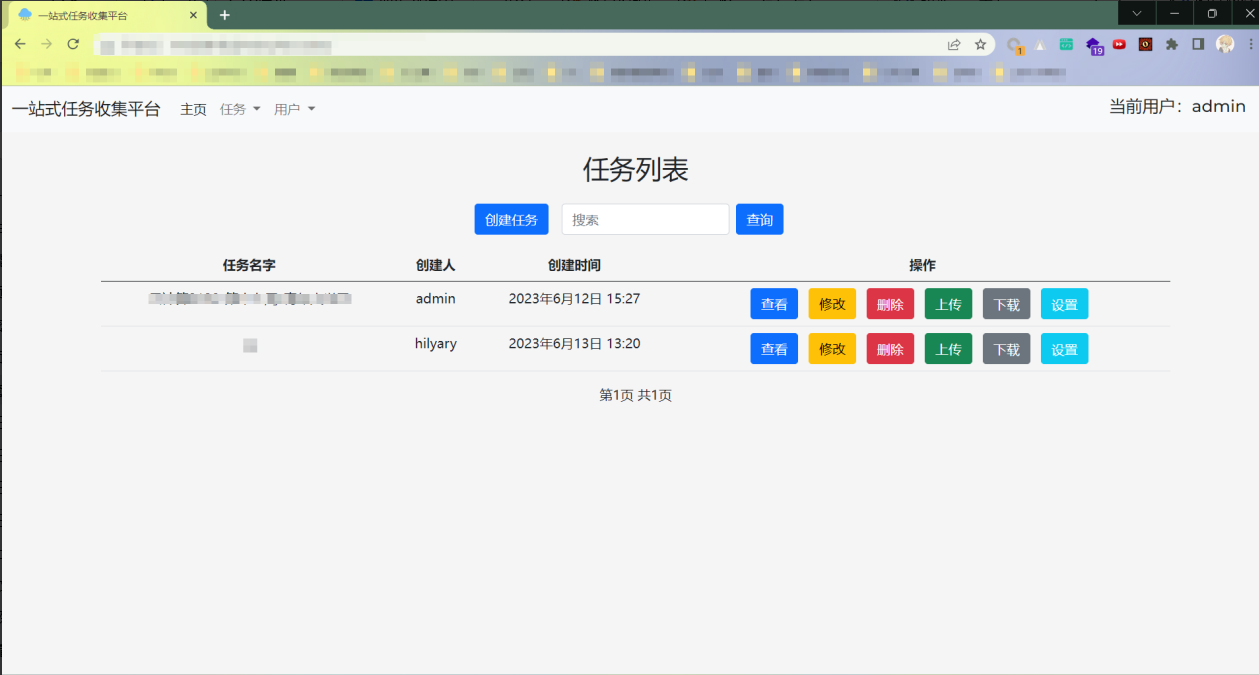 一站式任务收集平台
1
19
一站式任务收集平台 主页 任务 用户 当前用户：admin
任务列表
创建任务 搜索 查询
任务名字 创建人 创建时间 操作
admin 2023年6月12日 15:27 查看 修改 删除 上传 下载 设置
hilyary 2023年6月13日 13:20 查看 修改 删除 上传 下载 设置
第1页 共1页